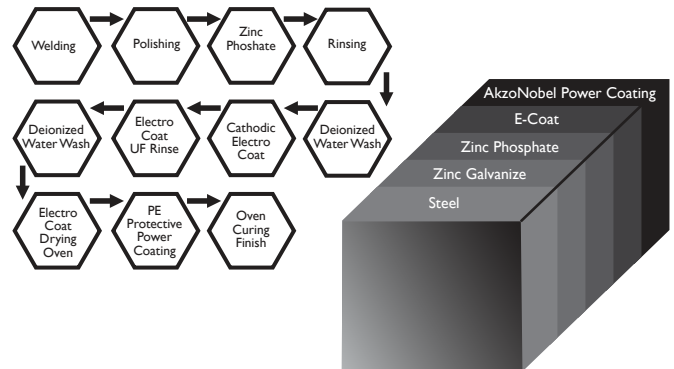 Welding
Polishing
Zinc
Phoshate
Rinsing
Deionized
Water Wash
Electro
Coat
UF Rinse
Cathodic
Electro
Coat
Deionized
Water Wash
Electro
Coat
Drying
Oven
PE
Protective
Power
Coating
Oven
Curing
Finish
AkzoNobel Power Coating
E-Coat
Zinc Phosphate
Zinc Galvanize
Steel